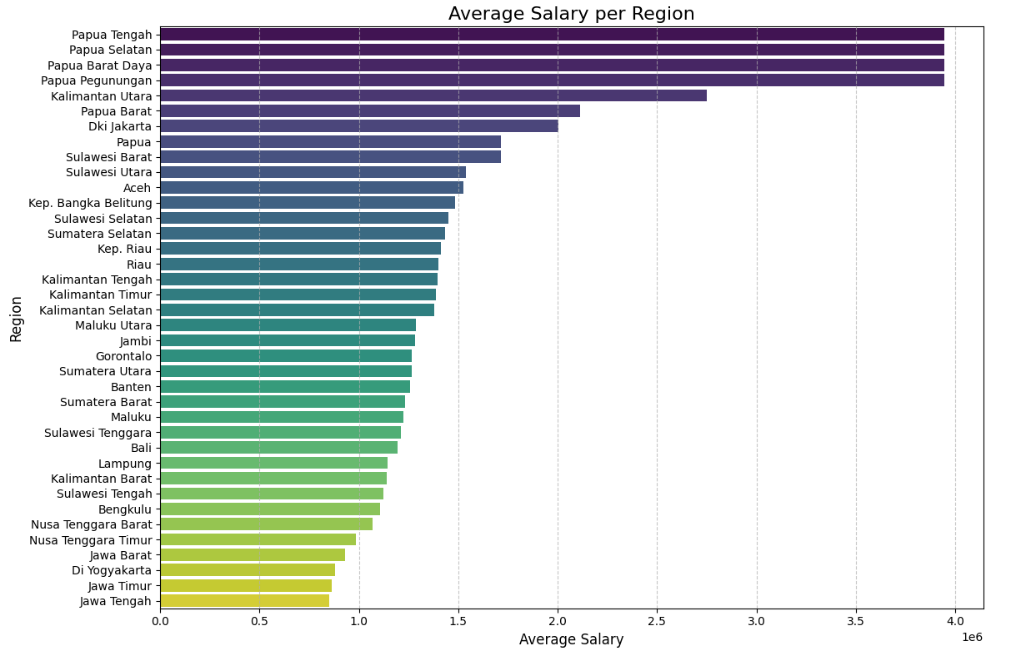 Average Salary per Region
Papua Tengah
Papua Selatan
Papua Barat Daya
Papua Pegunungan
Kalimantan Utara
Papua Barat
Dki Jakarta
Papua
Sulawesi Barat
Sulawesi Utara
Aceh
Kep. Bangka Belitung
Sulawesi Selatan
Sumatera Selatan
Kep. Riau
Riau
Kalimantan Tengah
Kalimantan Timur
Kalimantan Selatan
Maluku Utara
Jambi
Gorontalo
Sumatera Utara
Banten
Sumatera Barat
Maluku
Sulawesi Tenggara
Bali
Lampung
Kalimantan Barat
Sulawesi Tengah
Bengkulu
Nusa Tenggara Barat
Nusa Tenggara Timur
Jawa Barat
Di Yogyakarta
Jawa Timur
Jawa Tengah
Region
0.0 0.5 1.0 1.5 2.0 2.5 3.0 3.5 4.0
1e6
Average Salary